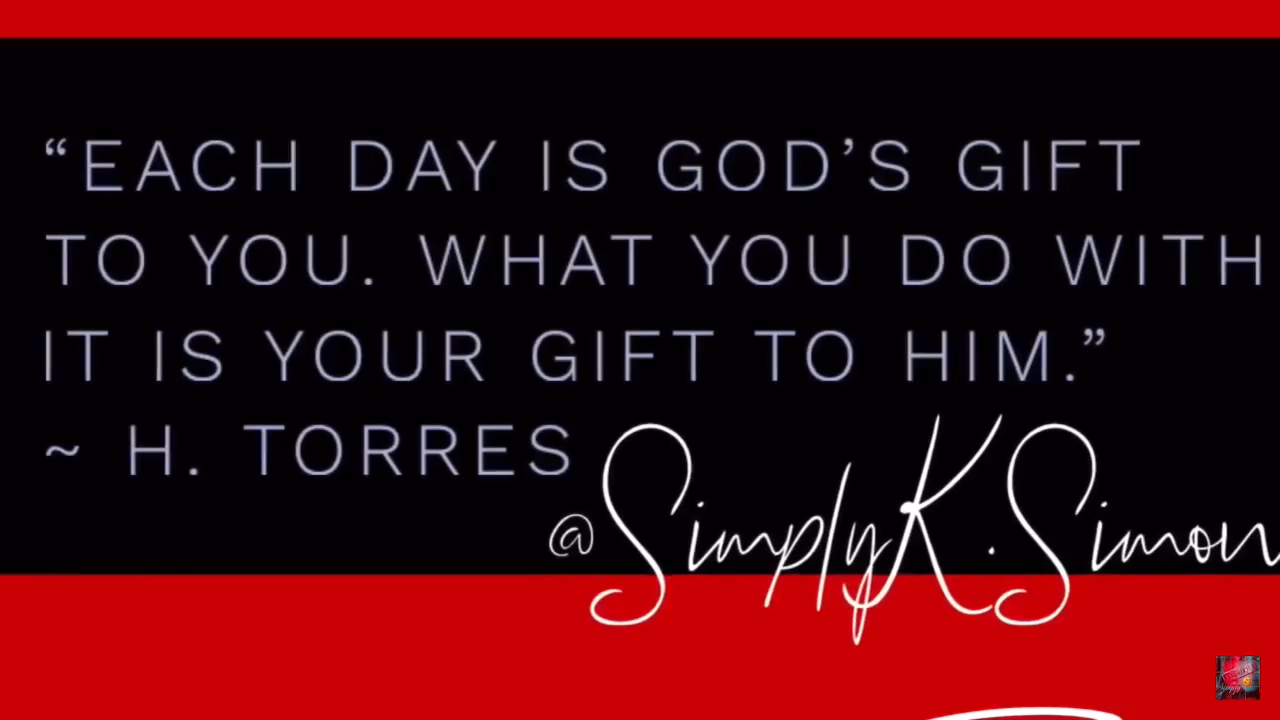 “EACH DAY IS GOD’S GIFT
TO YOU. WHAT YOU DO WITH
IT IS YOUR GIFT TO HIM.”
~ H. TORRES
@SimplyK.Simon